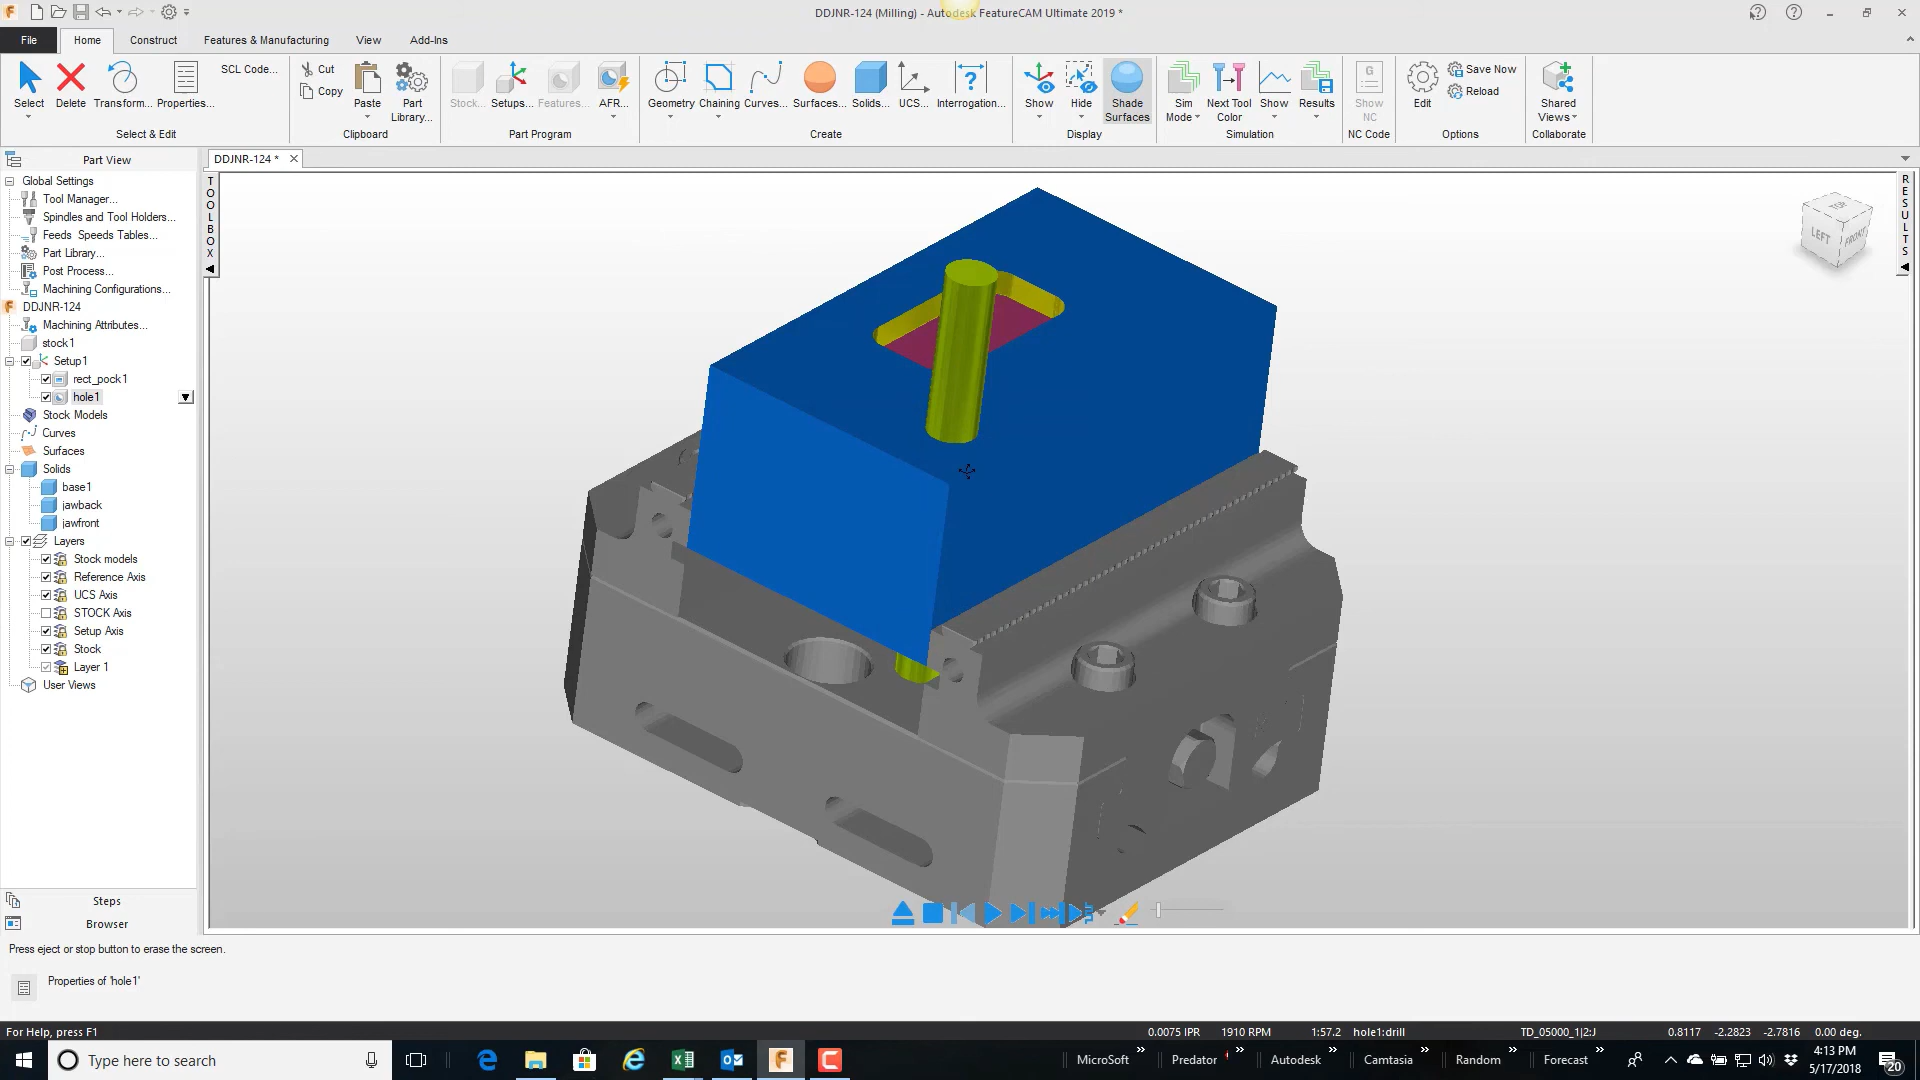 DDJNR-124 (Milling) - Autodesk FeatureCAM Ultimate 2019 *
File
Home
Construct
Features & Manufacturing
View
Add-Ins
Select
Delete
Transform...
Properties...
SCL Code...
Select & Edit
Cut
Copy
Paste
Part Library...
Clipboard
Stock...
Setups...
Features...
AFR...
Part Program
Geometry
Chaining
Curves...
Surfaces...
Solids...
UCS...
Interrogation...
Create
Show
Hide
Shade Surfaces
Display
Sim Mode
Next Tool Color
Show
Results
Simulation
G
Show NC
NC Code
Edit
Save Now
Reload
Options
Shared Views
Collaborate
Part View
DDJNR-124 *
Global Settings
Tool Manager...
Spindles and Tool Holders...
Feeds Speeds Tables...
Part Library...
Post Process...
Machining Configurations...
DDJNR-124
Machining Attributes...
stock1
Setup1
rect_pock1
hole1
Stock Models
Curves
Surfaces
Solids
base1
jawback
jawfront
Layers
Stock models
Reference Axis
UCS Axis
STOCK Axis
Setup Axis
Stock
Layer 1
User Views
TOOLBOX
TOP
LEFT
FRONT
RESULTS
Steps
Browser
Press eject or stop button to erase the screen.
Properties of 'hole1'
For Help, press F1
0.0075 IPR
1910 RPM
1:57.2
hole1:drill
TD_05000_1|2:J
0.8117 -2.2823 -2.7816 0.00 deg.
Type here to search
MicroSoft
Predator
Autodesk
Camtasia
Random
Forecast
4:13 PM
5/17/2018
20